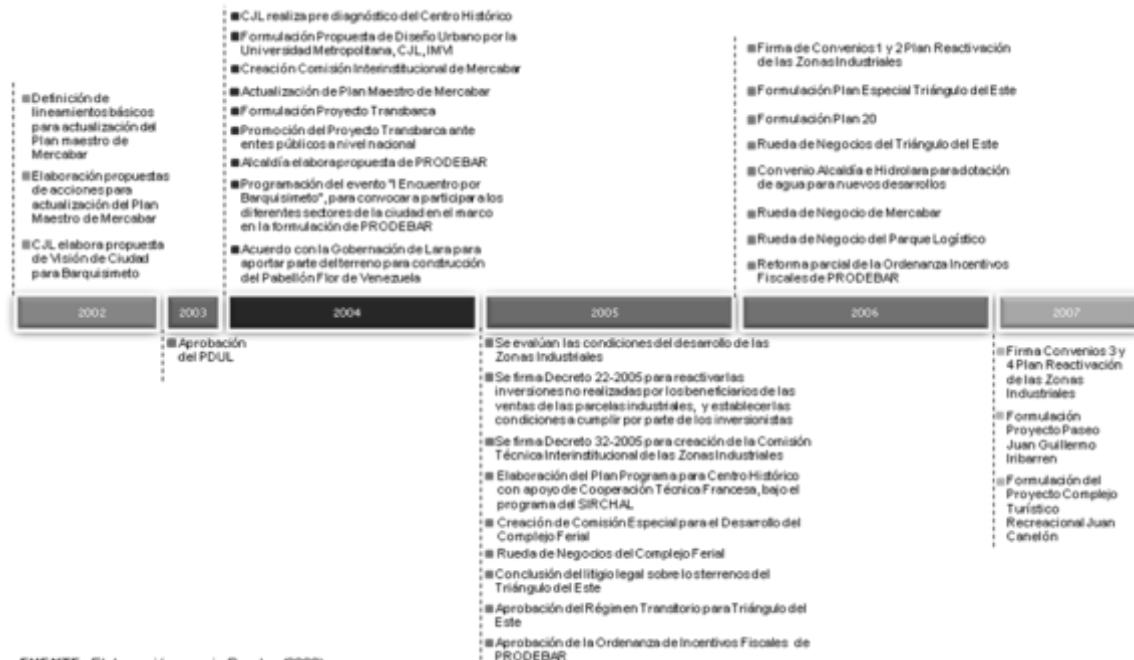 ■Definición de
lineamientos básicos
para actualización del
Plan maestro de
Mercabar
■Elaboración propuestas
de acciones para
actualización del Plan
Maestro de Mercabar
■CJL elabora propuesta
de Visión de Ciudad
para Barquisimeto
■CJL realiza pre diagnóstico del Centro Histórico
■Formulación Propuesta de Diseño Urbano por la
Universidad Metropolitana, CJL, IMVI
■Creación Comisión Interinstitucional de Mercabar
■Actualización de Plan Maestro de Mercabar
■Formulación Proyecto Transbarca
■Promoción del Proyecto Transbarca ante
entes públicos a nivel nacional
■Alcaldía elabora propuesta de PRODEBAR
■Programación del evento "I Encuentro por
Barquisimeto", para convocar a participar a los
diferentes sectores de la ciudad en el marco
en la formulación de PRODEBAR
■Acuerdo con la Gobernación de Lara para
aportar parte del terreno para construcción
del Pabellón Flor de Venezuela
■Firma de Convenios 1 y 2 Plan Reactivación
de las Zonas Industriales
■Formulación Plan Especial Triángulo del Este
■Formulación Plan 20
■Rueda de Negocios del Triángulo del Este
■Convenio Alcaldía e Hidrolara para dotación
de agua para nuevos desarrollos
■Rueda de Negocio de Mercabar
■Rueda de Negocio del Parque Logístico
■Retorma parcial de la Ordenanza Incentivos
Fiscales de PRODEBAR
2002
2003
2004
2005
2006
2007
■Aprobación
del PDUL
■Se evalúan las condiciones del desarrollo de las
Zonas Industriales
■Se firma Decreto 22-2005 para reactivar las
inversiones no realizadas por los beneficiarios de las
ventas de las parcelas industriales, y establecer las
condiciones a cumplir por parte de los inversionistas
■Se firma Decreto 32-2005 para creación de la Comisión
Técnica Interinstitucional de las Zonas Industriales
■Elaboración del Plan Programa para Centro Histórico
con apoyo de Cooperación Técnica Francesa, bajo el
programa del SIRCHAL
■Creación de Comisión Especial para el Desarrollo del
Complejo Ferial
■Rueda de Negocios del Complejo Ferial
■Conclusión del litigio legal sobre los terrenos del
Triángulo del Este
■Aprobación del Régimen Transitorio para Triángulo del
Este
■Aprobación de la Ordenanza de Incentivos Fiscales de
PRODEBAR
■Firma Convenios 3 y
4 Plan Reactivación
de las Zonas
Industriales
■Formulación
Proyecto Paseo
Juan Guillermo
Iribarren
■Formulación del
Proyecto Complejo
Turístico
Recreacional Juan
Canelón